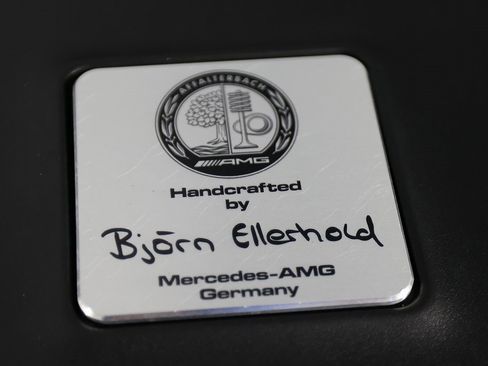 AFFALTERBACH
AMG
Handcrafted
by
Björn Ellerhold
Mercedes-AMG
Germany